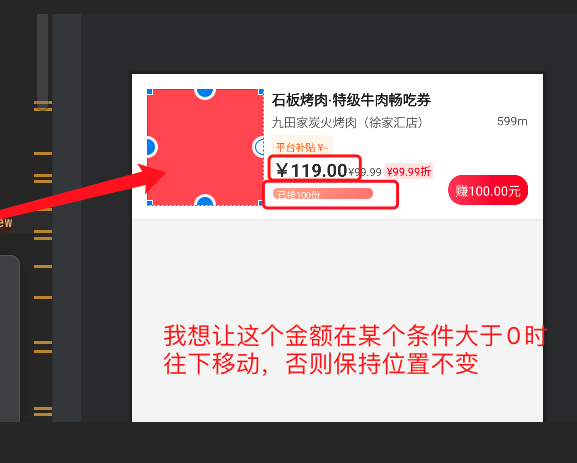 石板烤肉·特级牛肉畅吃券
九田家炭火烤肉（徐家汇店） 599m
平台补贴 ¥--
￥119.00 ¥99.99 ¥99.99折
已抢100份 赚100.00元
ew
我想让这个金额在某个条件大于0时
往下移动，否则保持位置不变